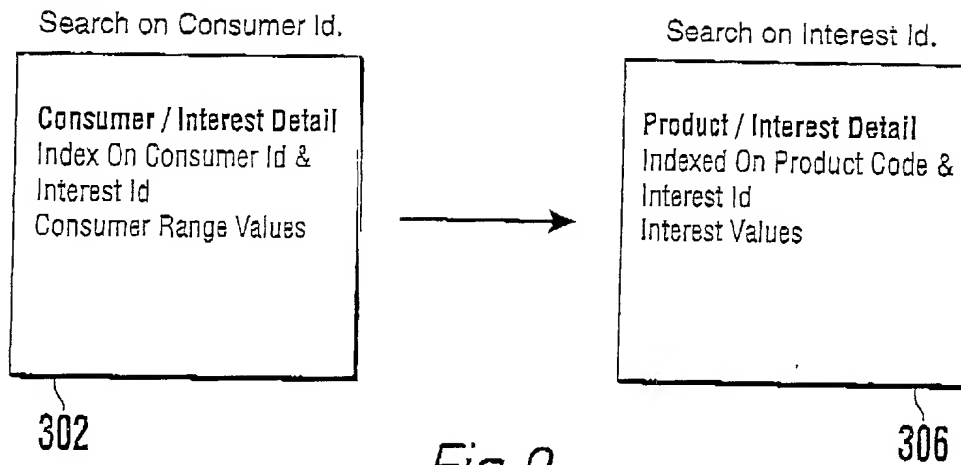 Search on Consumer Id.
Consumer / Interest Detail
Index On Consumer Id &
Interest Id
Consumer Range Values
302
Search on Interest Id.
Product / Interest Detail
Indexed On Product Code &
Interest Id
Interest Values
306
Fig.